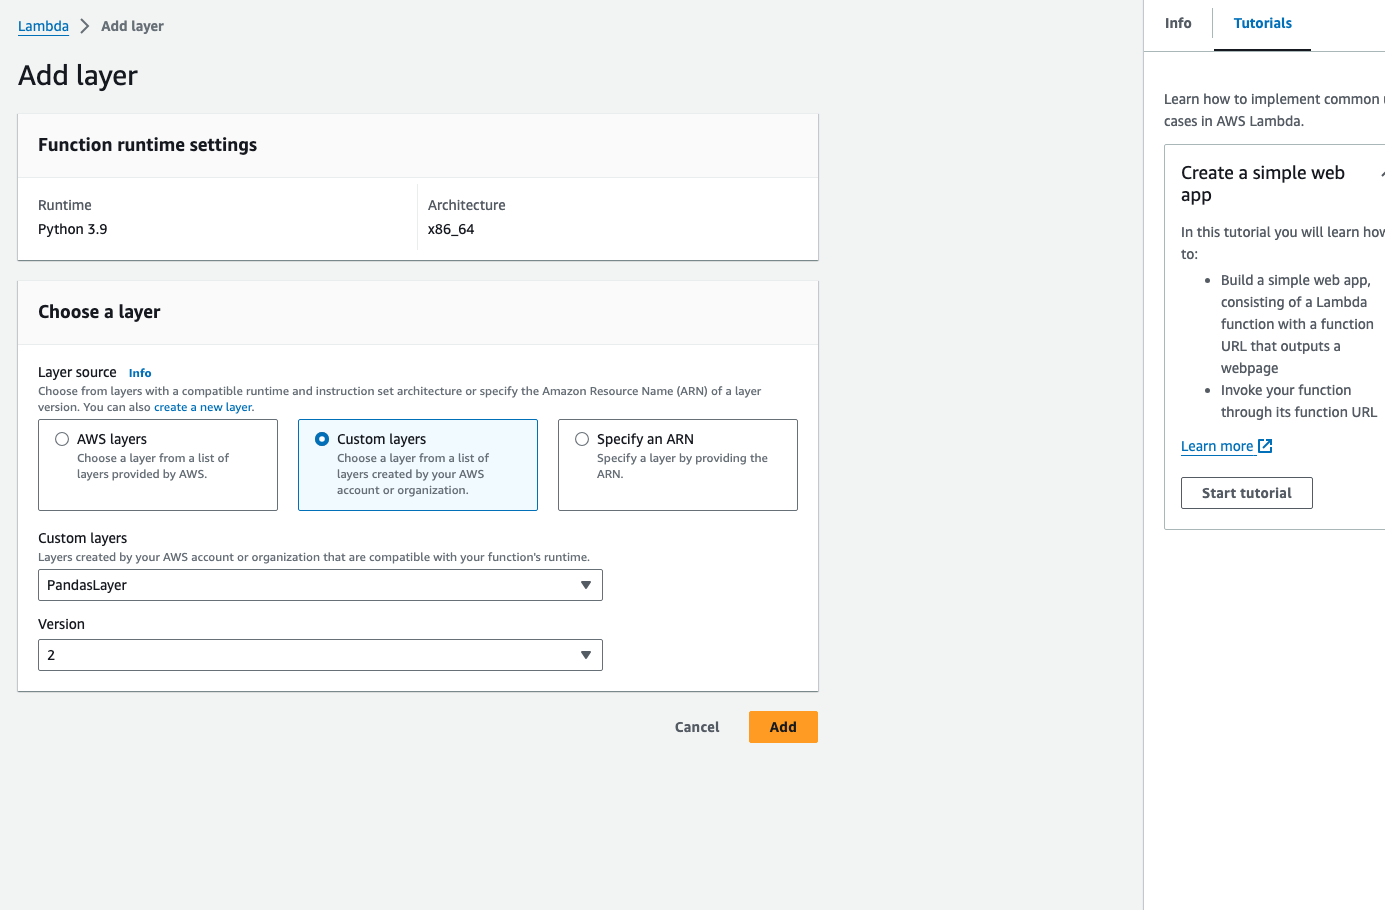 Lambda > Add layer
Add layer
Function runtime settings
Runtime
Python 3.9
Architecture
x86_64
Choose a layer
Layer source Info
Choose from layers with a compatible runtime and instruction set architecture or specify the Amazon Resource Name (ARN) of a layer
version. You can also create a new layer.
AWS layers
Choose a layer from a list of
layers provided by AWS.
Custom layers
Choose a layer from a list of
layers created by your AWS
account or organization.
Specify an ARN
Specify a layer by providing the
ARN.
Custom layers
Layers created by your AWS account or organization that are compatible with your function's runtime.
PandasLayer
Version
2
Cancel Add
Info Tutorials
Learn how to implement common
cases in AWS Lambda.
Create a simple web
app
In this tutorial you will learn how
to:
• Build a simple web app,
consisting of a Lambda
function with a function
URL that outputs a
webpage
• Invoke your function
through its function URL
Learn more
Start tutorial